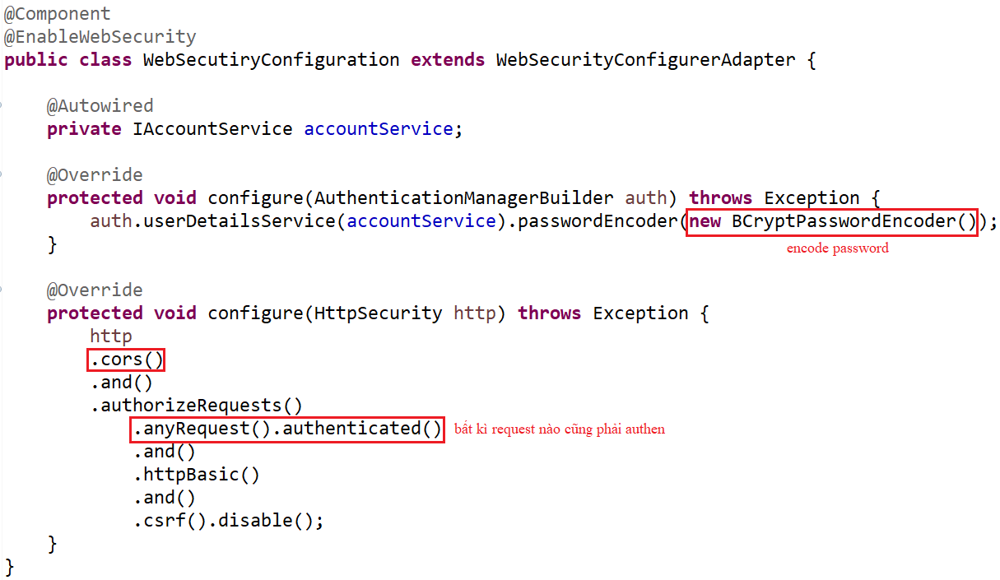 @Component
@EnableWebSecurity
public class WebSecutiryConfiguration extends WebSecurityConfigurerAdapter {
@Autowired
private IAccountService accountService;
@Override
protected void configure(AuthenticationManagerBuilder auth) throws Exception {
auth.userDetailsService(accountService).passwordEncoder(new BCryptPasswordEncoder());
encode password
}
@Override
protected void configure(HttpSecurity http) throws Exception {
http
.cors()
.and()
.authorizeRequests()
.anyRequest().authenticated() bất kì request nào cũng phải authen
.and()
.httpBasic()
.and()
.csrf().disable();
}
}